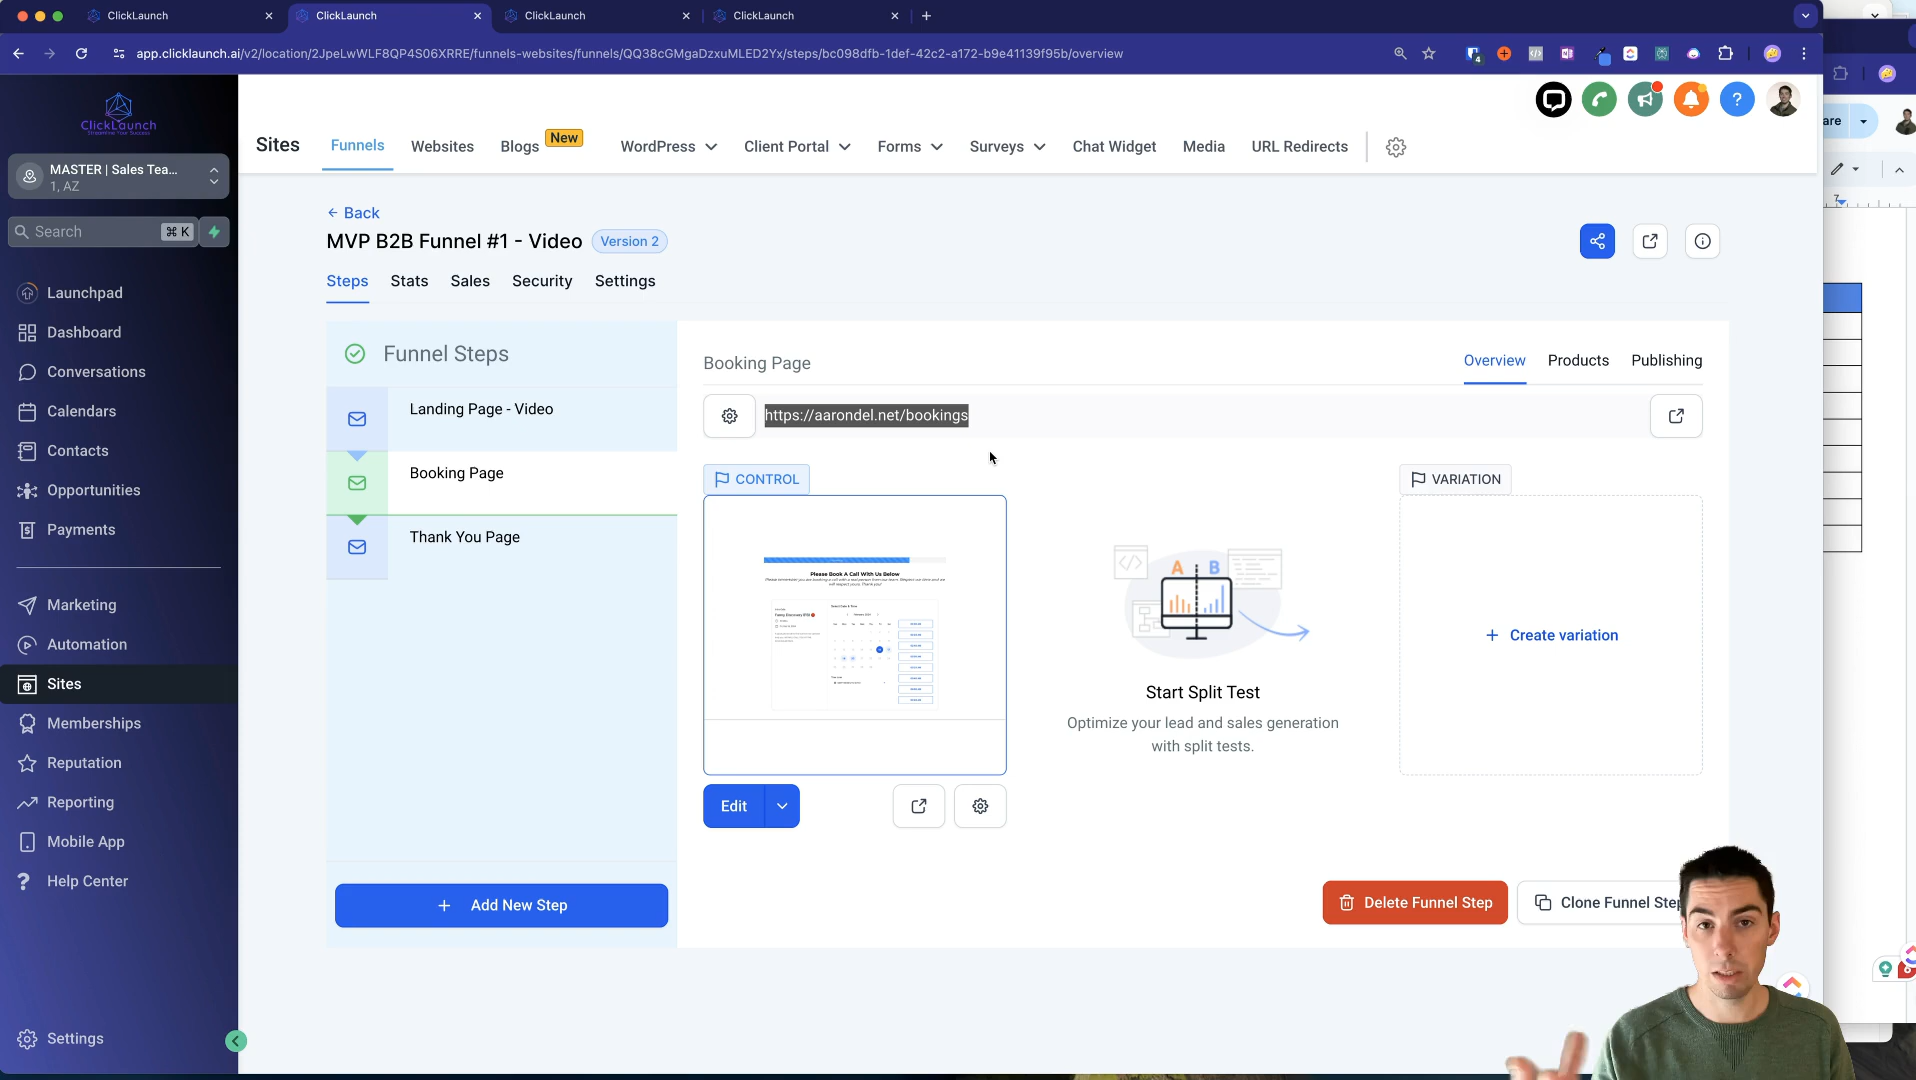 ClickLaunch
ClickLaunch
ClickLaunch
ClickLaunch
app.clicklaunch.ai/v2/location/2JpeLwWLF8QP4S06XRRE/funnels-websites/funnels/QQ38cGMgaDzxuMLED2Yx/steps/bc098dfb-1def-42c2-a172-b9e41139f95b/overview
4
are
ClickLaunch
Streamline Your Success
MASTER | Sales Tea...
1, AZ
Search
⌘ K
Launchpad
Dashboard
Conversations
Calendars
Contacts
Opportunities
Payments
Marketing
Automation
Sites
Memberships
Reputation
Reporting
Mobile App
Help Center
Settings
Sites
Funnels
Websites
Blogs
New
WordPress
Client Portal
Forms
Surveys
Chat Widget
Media
URL Redirects
← Back
MVP B2B Funnel #1 - Video
Version 2
Steps
Stats
Sales
Security
Settings
Funnel Steps
Landing Page - Video
Booking Page
Thank You Page
+ Add New Step
Booking Page
Overview
Products
Publishing
https://aarondel.net/bookings
CONTROL
Please Book A Call With Us Below
Edit
A B
Start Split Test
Optimize your lead and sales generation
with split tests.
VARIATION
+ Create variation
Delete Funnel Step
Clone Funnel Step
7